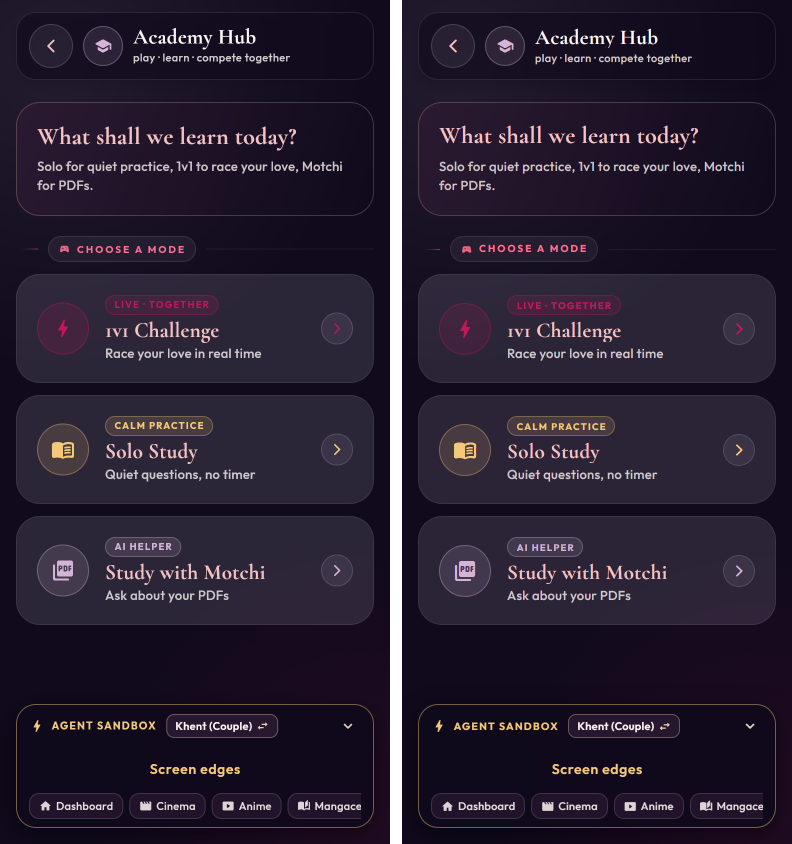 Academy Hub
play · learn · compete together
What shall we learn today?
Solo for quiet practice, 1v1 to race your love, Motchi
for PDFs.
CHOOSE A MODE
LIVE · TOGETHER
1v1 Challenge
Race your love in real time
CALM PRACTICE
Solo Study
Quiet questions, no timer
AI HELPER
PDF
Study with Motchi
Ask about your PDFs
AGENT SANDBOX
Khent (Couple)
Screen edges
Dashboard
Cinema
Anime
Mangace
Academy Hub
play · learn · compete together
What shall we learn today?
Solo for quiet practice, 1v1 to race your love, Motchi
for PDFs.
CHOOSE A MODE
LIVE · TOGETHER
1v1 Challenge
Race your love in real time
CALM PRACTICE
Solo Study
Quiet questions, no timer
AI HELPER
PDF
Study with Motchi
Ask about your PDFs
AGENT SANDBOX
Khent (Couple)
Screen edges
Dashboard
Cinema
Anime
Mangace